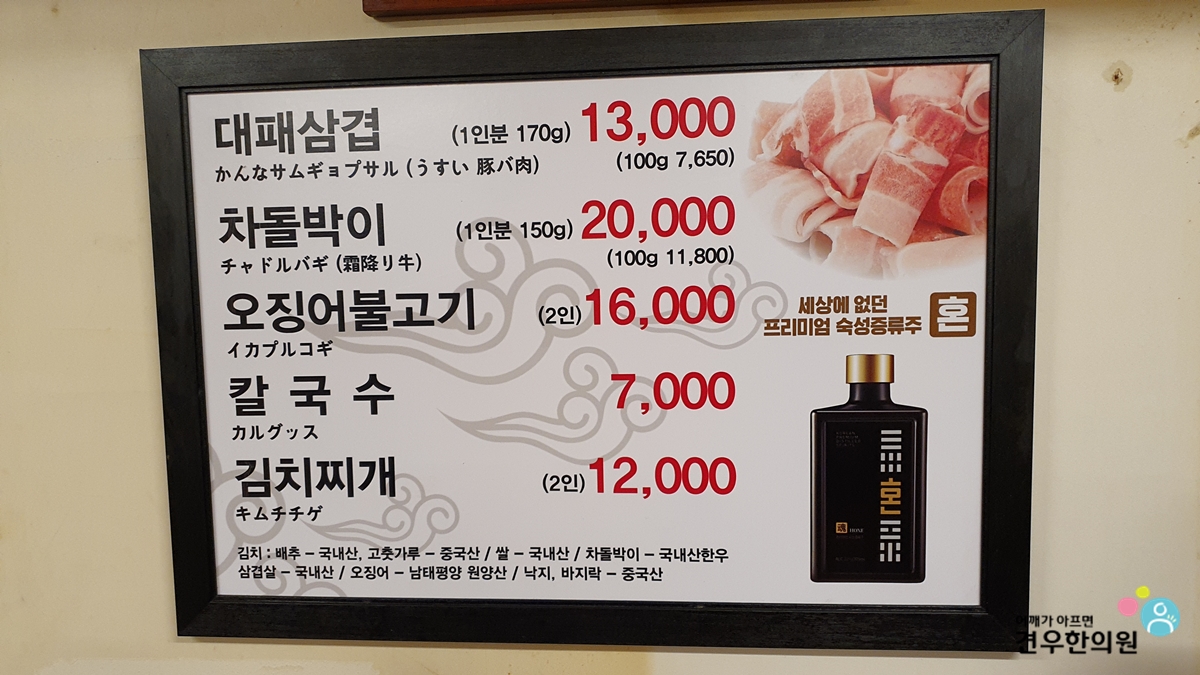 대패삼겹 (1인분 170g) 13,000
かんなサムギョプサル (うすい 豚バ肉) (100g 7,650)
차돌박이 (1인분 150g) 20,000
チャドルバギ (霜降り牛) (100g 11,800)
오징어불고기 (2인) 16,000
イカプルコギ
칼국수 7,000
カルグッス
김치찌개 (2인) 12,000
キムチチゲ
김치 : 배추 – 국내산, 고춧가루 – 중국산 / 쌀 – 국내산 / 차돌박이 – 국내산한우
삼겹살 – 국내산 / 오징어 – 남태평양 원양산 / 낙지, 바지락 – 중국산
세상에 없던
프리미엄 숙성증류주
혼
혼
魂 HONE
어깨가 아프면
견우한의원